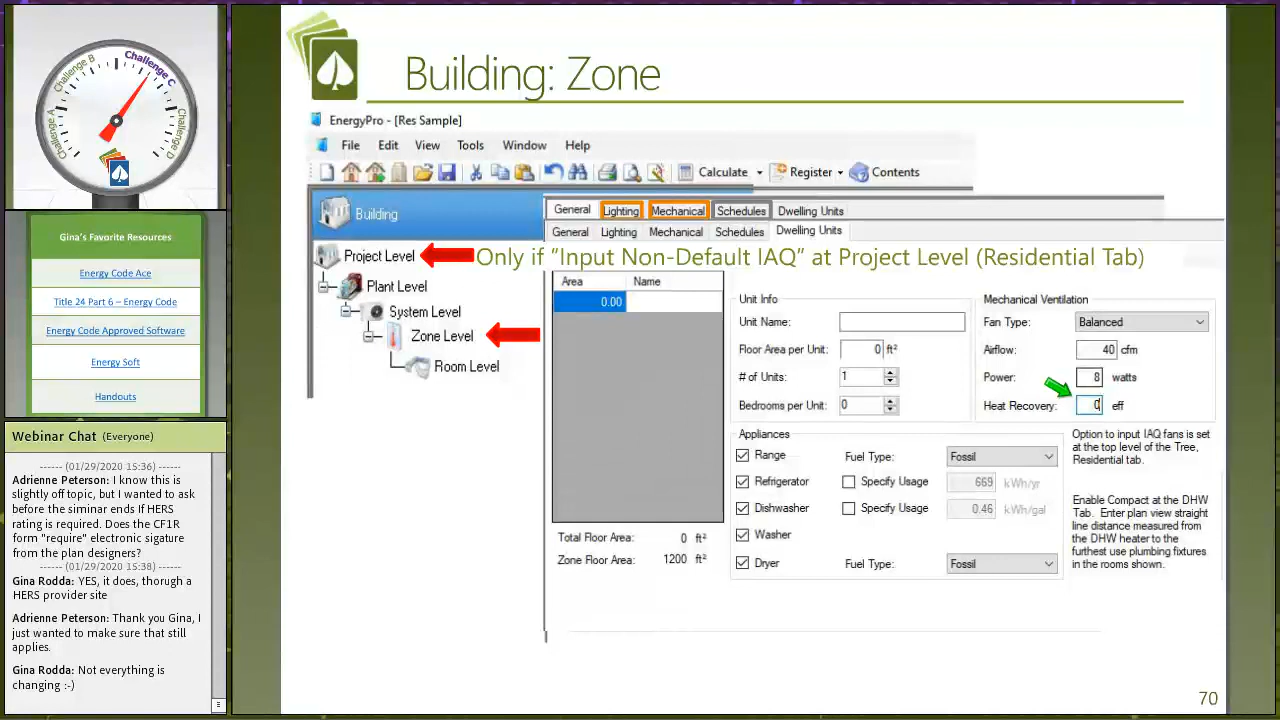 Challenge A
Challenge B
Challenge C
Challenge D
Gina's Favorite Resources
Energy Code Ace
Title 24 Part 6 – Energy Code
Energy Code Approved Software
Energy Soft
Handouts
Webinar Chat (Everyone)
------ (01/29/2020 15:36) ------
Adrienne Peterson: I know this is
slightly off topic, but I wanted to ask
before the siminar ends If HERS
rating is required. Does the CF1R
form "require" electronic sigature
from the plan designers?
------ (01/29/2020 15:38) ------
Gina Rodda: YES, it does, thorugh a
HERS provider site
Adrienne Peterson: Thank you Gina, I
just wanted to make sure that still
applies.
Gina Rodda: Not everything is
changing :-)
Building: Zone
EnergyPro - [Res Sample]
File Edit View Tools Window Help
Calculate Register Contents
Building
Project Level
Plant Level
System Level
Zone Level
Room Level
General Lighting Mechanical Schedules Dwelling Units
General Lighting Mechanical Schedules Dwelling Units
Only if “Input Non-Default IAQ” at Project Level (Residential Tab)
Area Name
0.00
Total Floor Area: 0 ft²
Zone Floor Area: 1200 ft²
Unit Info
Unit Name:
Floor Area per Unit: 0 ft²
# of Units: 1
Bedrooms per Unit: 0
Mechanical Ventilation
Fan Type: Balanced
Airflow: 40 cfm
Power: 8 watts
Heat Recovery: 0 eff
Appliances
Range Fuel Type: Fossil
Refrigerator Specify Usage 669 kWh/yr
Dishwasher Specify Usage 0.46 kWh/gal
Washer
Dryer Fuel Type: Fossil
Option to input IAQ fans is set
at the top level of the Tree,
Residential tab.
Enable Compact at the DHW
Tab. Enter plan view straight
line distance measured from
the DHW heater to the
furthest use plumbing fixtures
in the rooms shown.
70